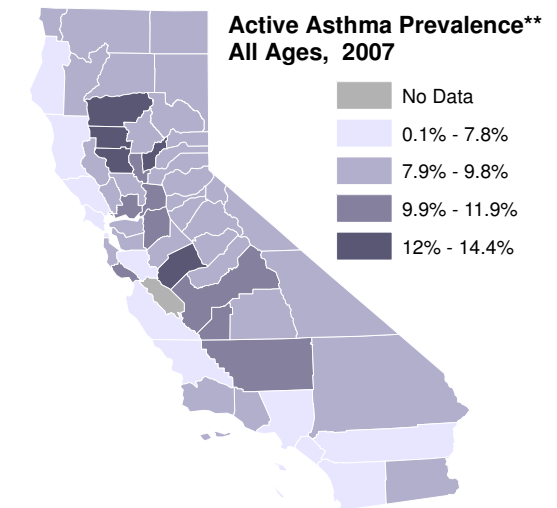 Active Asthma Prevalence**
All Ages, 2007
No Data
0.1% - 7.8%
7.9% - 9.8%
9.9% - 11.9%
12% - 14.4%